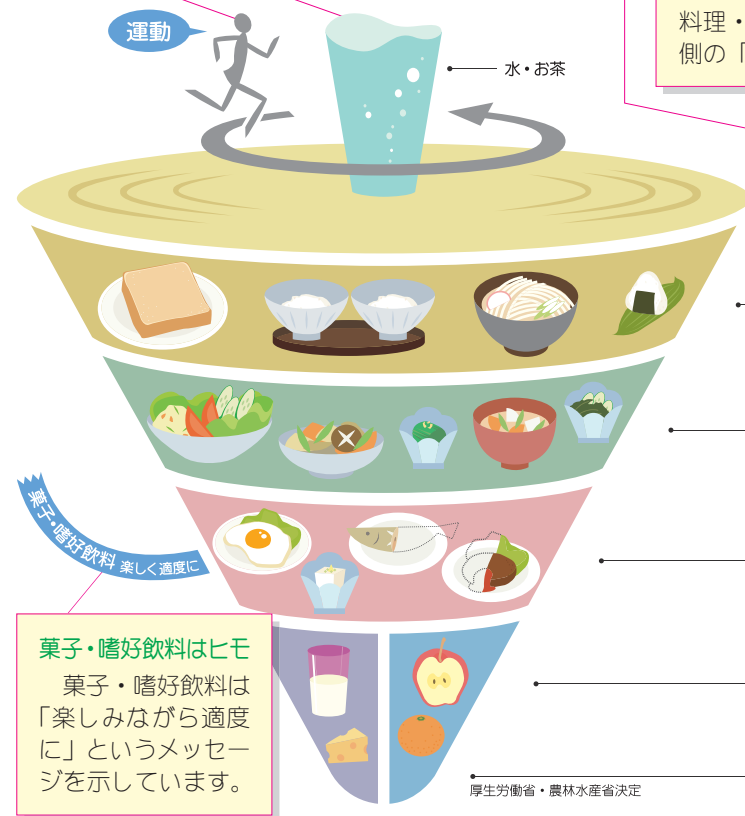 運動
水・お茶
料理・
側の「
菓子・嗜好飲料 楽しく適度に
菓子・嗜好飲料はヒモ
菓子・嗜好飲料は
「楽しみながら適度
に」というメッセー
ジを示しています。
厚生労働省・農林水産省決定